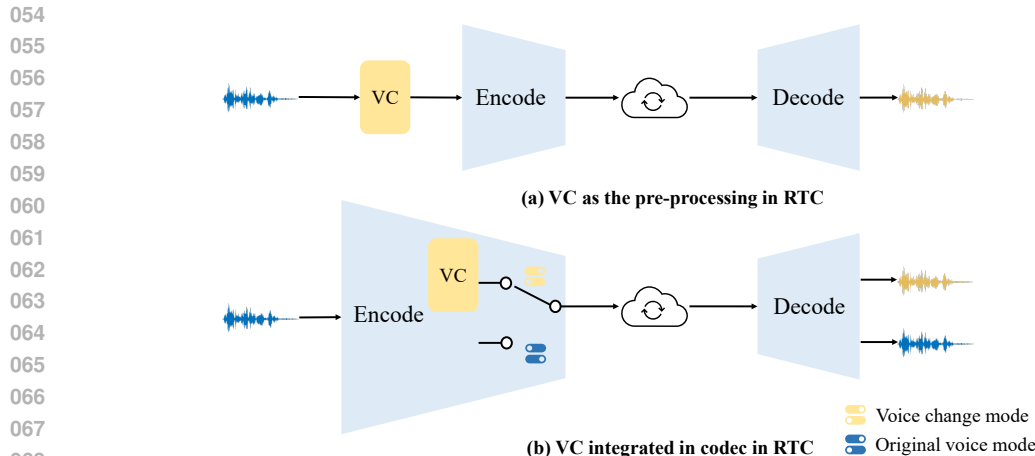 054
055
056
057
058
059
060
061
062
063
064
065
066
067
VC
Encode
Decode
(a) VC as the pre-processing in RTC
VC
Encode
Decode
Voice change mode
Original voice mode
(b) VC integrated in codec in RTC